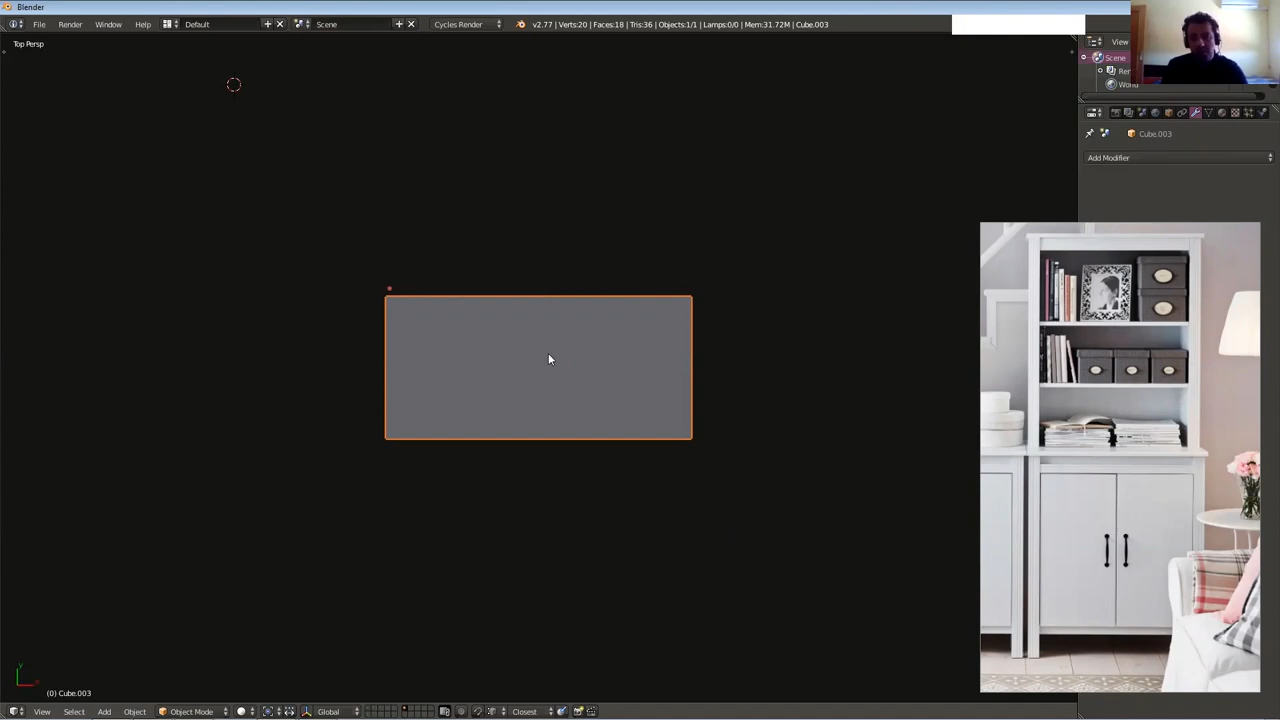 Blender
File Render Window Help Default Scene Cycles Render v2.77 | Verts:20 | Faces:18 | Tris:36 | Objects:1/1 | Lamps:0/0 | Mem:31.72M | Cube.003
Top Persp
View
Scene
Ren
World
Cube.003
Add Modifier
(0) Cube.003
View Select Add Object Object Mode Global Closest